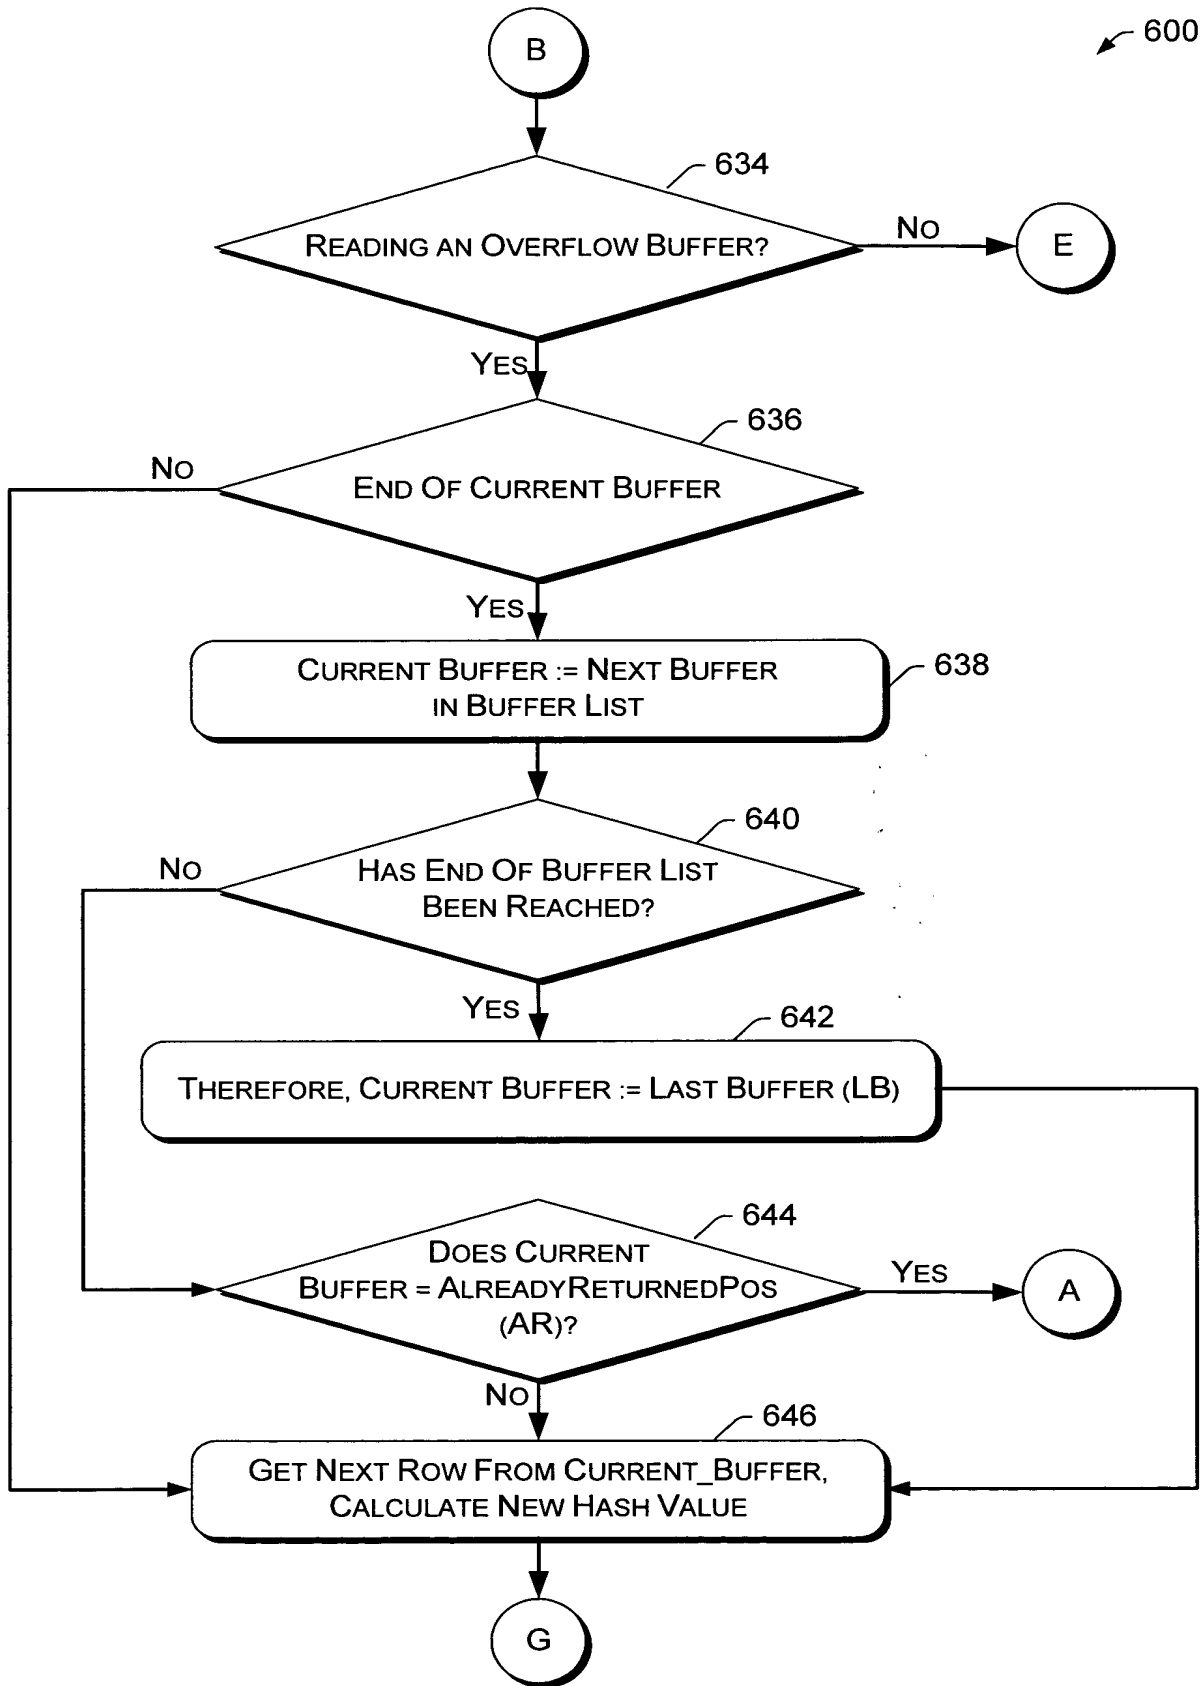 600
B
634
READING AN OVERFLOW BUFFER?
NO
E
YES
636
NO
END OF CURRENT BUFFER
YES
CURRENT BUFFER := NEXT BUFFER
IN BUFFER LIST
638
640
NO
HAS END OF BUFFER LIST
BEEN REACHED?
YES
642
THEREFORE, CURRENT BUFFER := LAST BUFFER (LB)
644
DOES CURRENT
BUFFER = ALREADYRETURNEDPOS
(AR)?
YES
A
NO
646
GET NEXT ROW FROM CURRENT_BUFFER,
CALCULATE NEW HASH VALUE
G